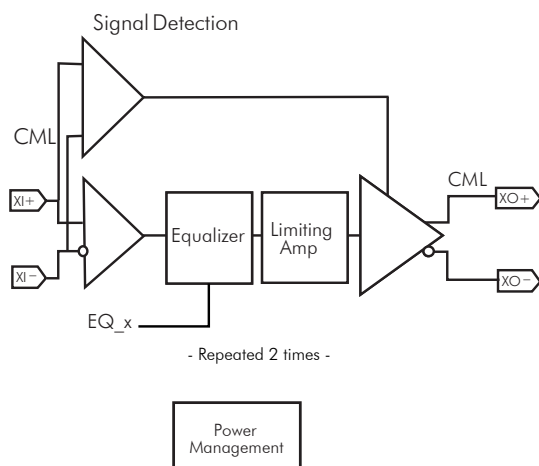 Signal Detection
CML
XI+
XI−
Equalizer
Limiting
Amp
CML
XO+
XO−
EQ_x
- Repeated 2 times -
Power
Management